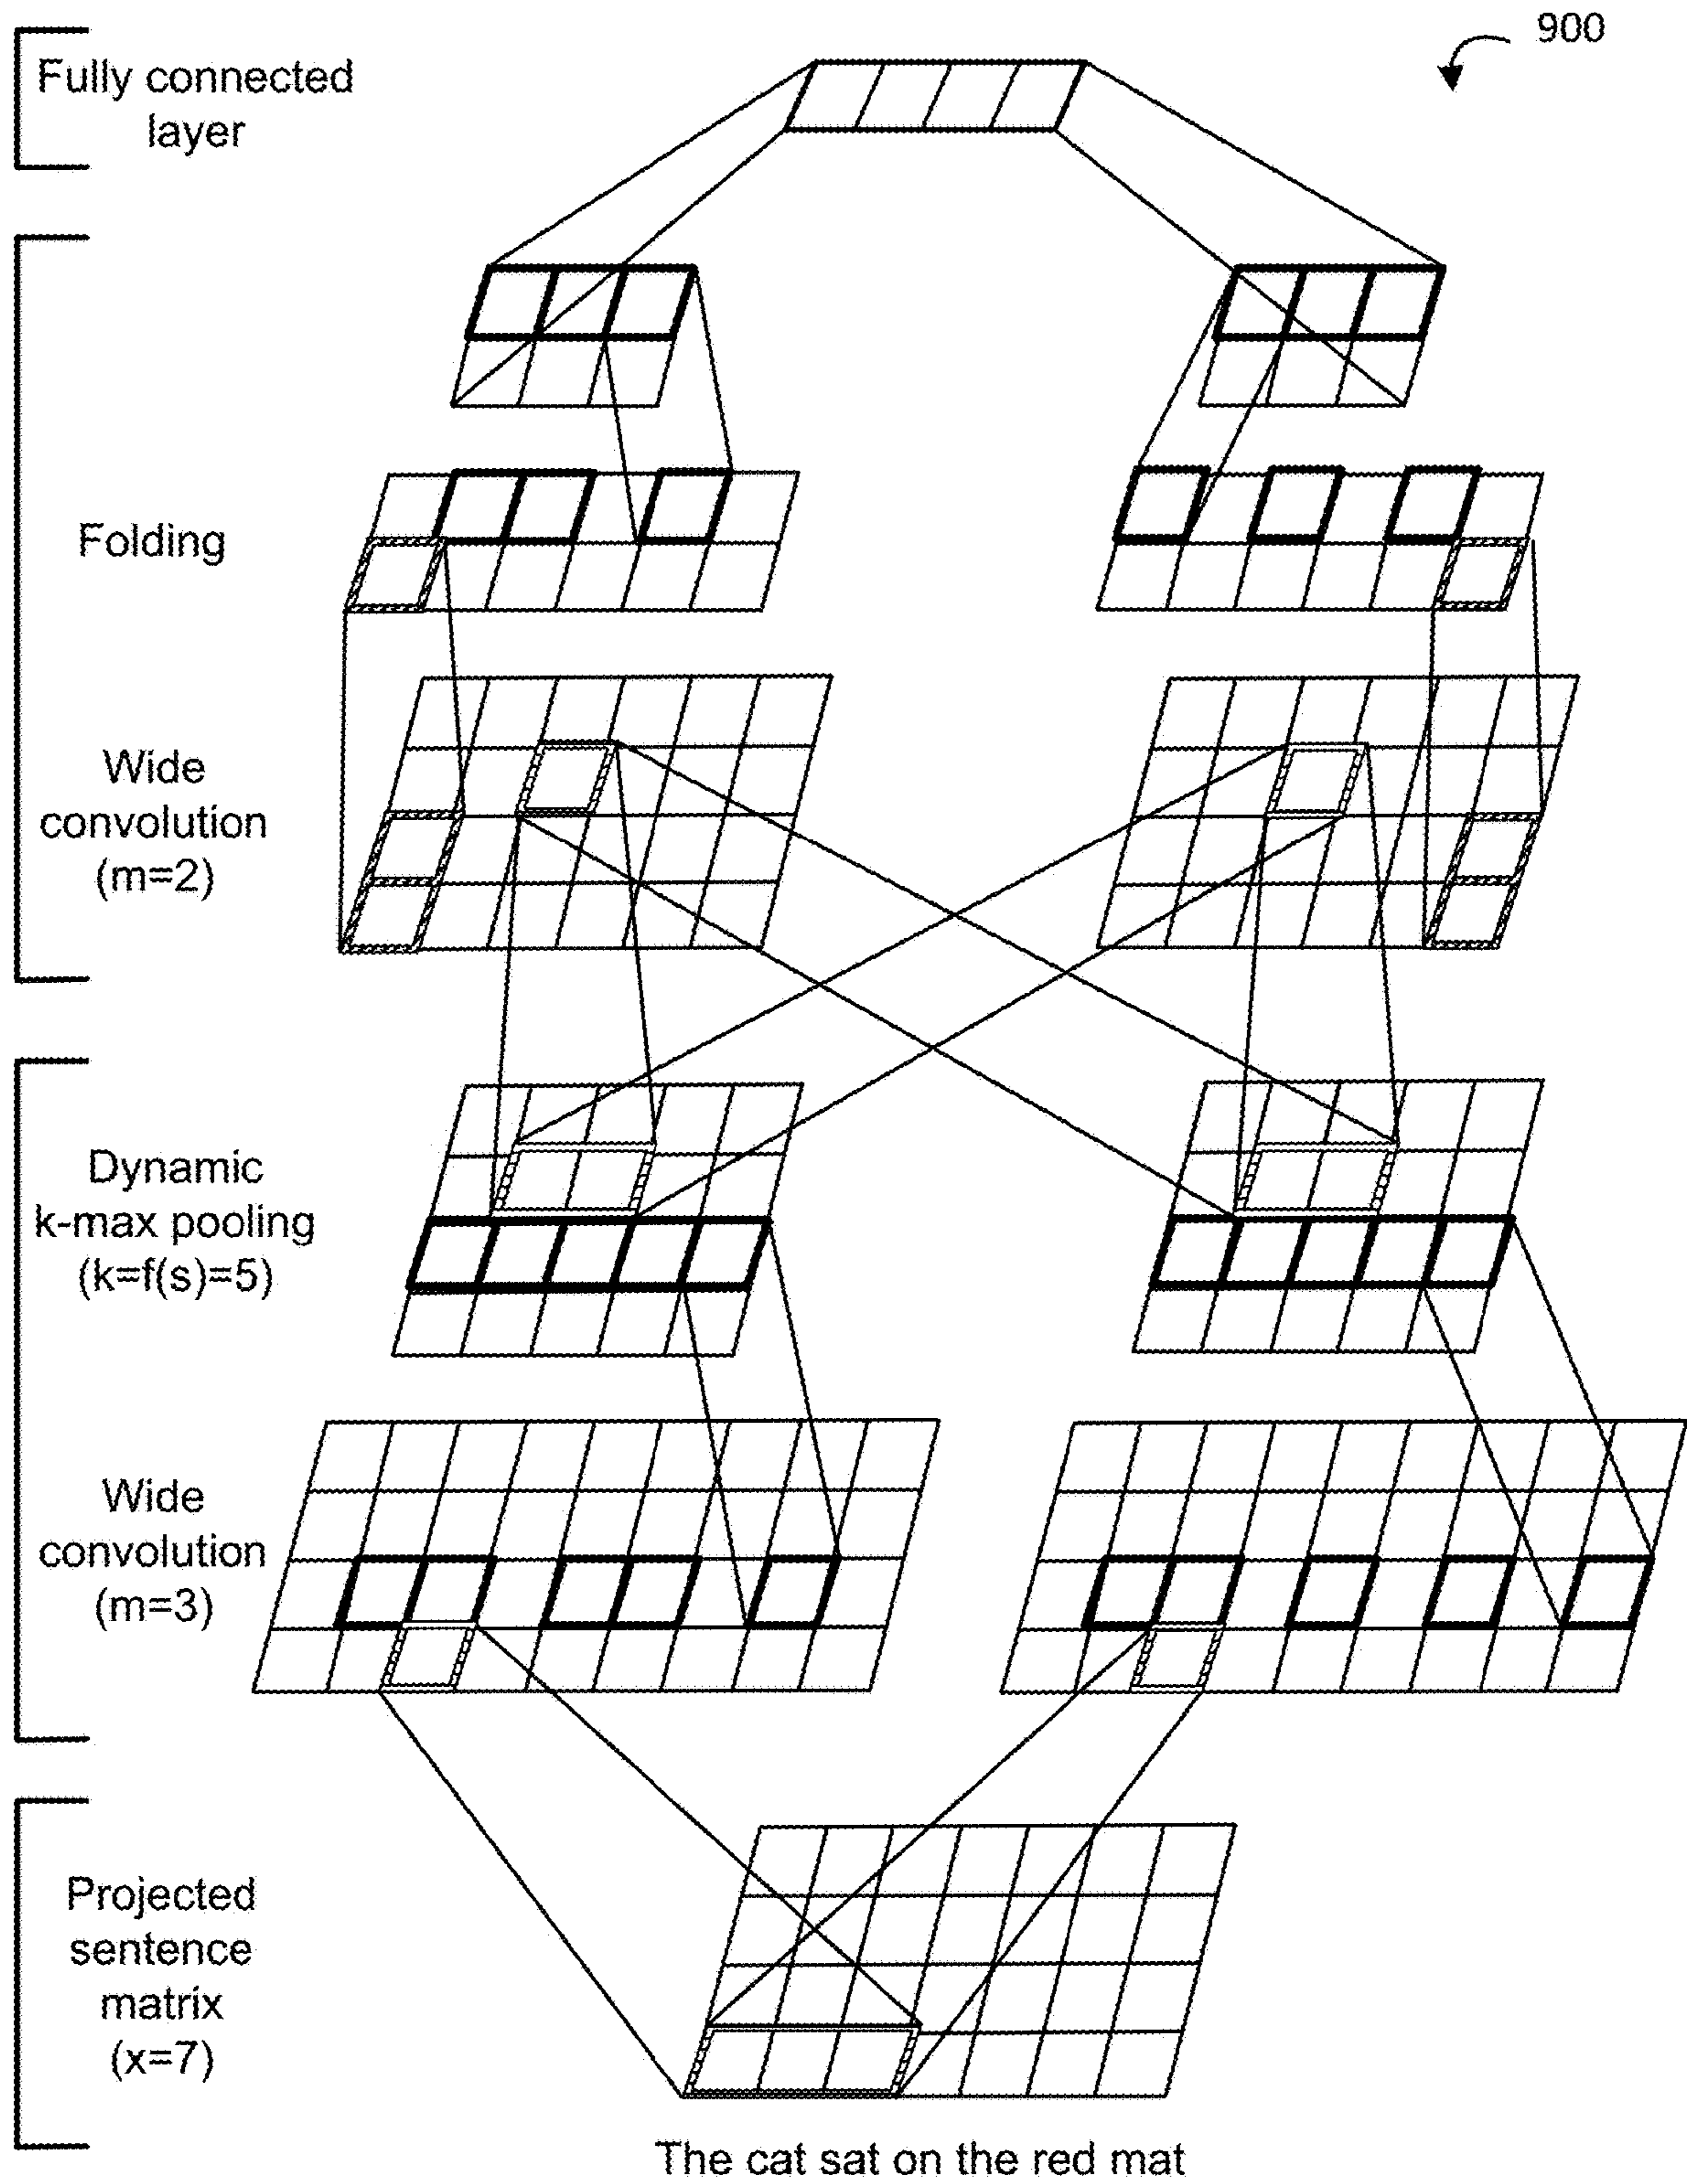 900
Fully connected
layer
Folding
Wide
convolution
(m=2)
Dynamic
k-max pooling
(k=f(s)=5)
Wide
convolution
(m=3)
Projected
sentence
matrix
(x=7)
The cat sat on the red mat